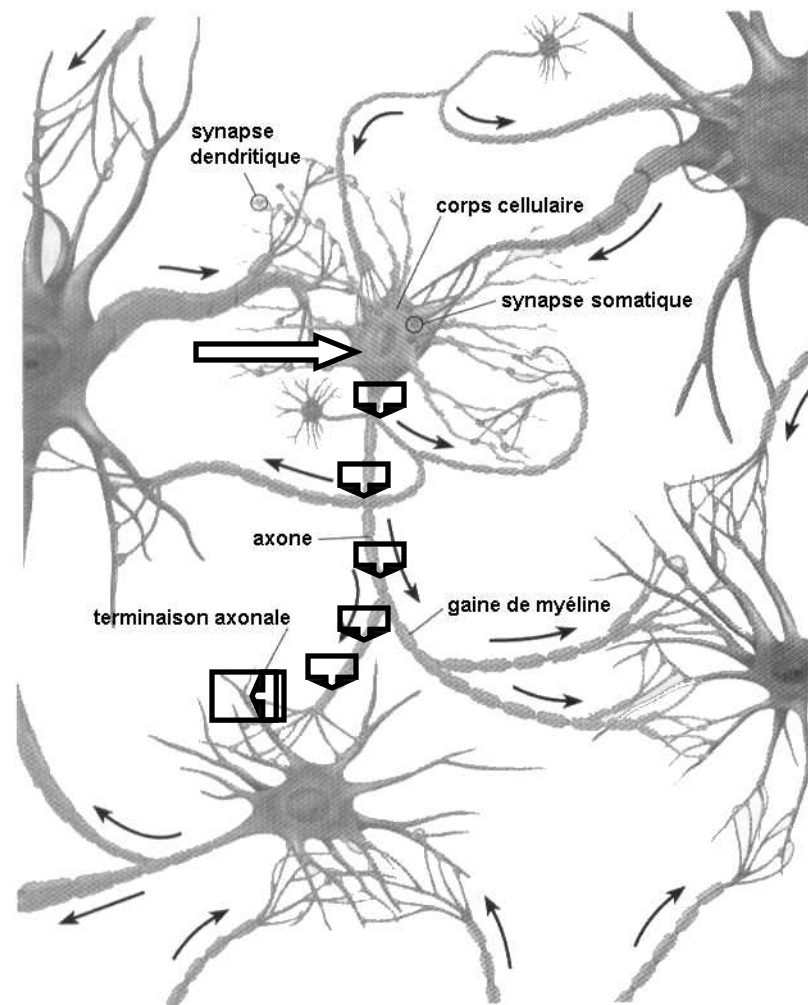 synapse
dendritique
corps cellulaire
synapse somatique
axone
gaine de myéline
terminaison axonale